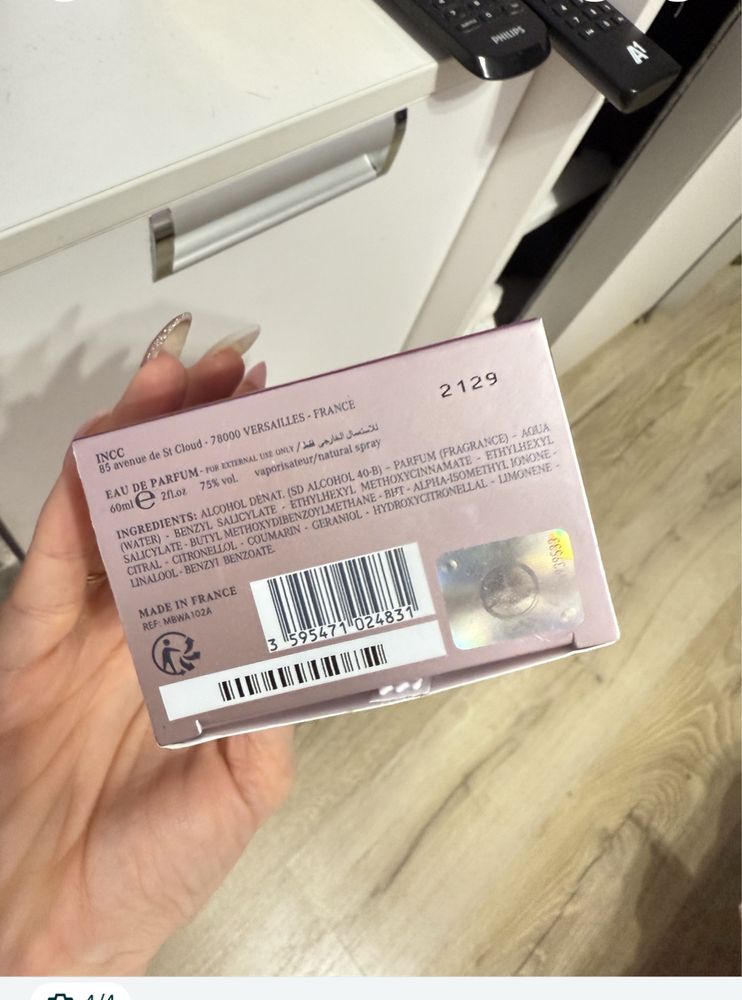 PHILIPS
A1
2129
INCC
85 avenue de St Cloud - 78000 VERSAILLES - FRANCE
EAU DE PARFUM - FOR EXTERNAL USE ONLY / للاستعمال الخارجي فقط
60ml e 2fl.oz 75% vol. vaporisateur/natural spray
INGREDIENTS: ALCOHOL DENAT. (SD ALCOHOL 40-B) - PARFUM (FRAGRANCE) - AQUA
(WATER) - BENZYL SALICYLATE - ETHYLHEXYL METHOXYCINNAMATE - ETHYLHEXYL
SALICYLATE - BUTYL METHOXYDIBENZOYLMETHANE - BHT - ALPHA-ISOMETHYL IONONE -
CITRAL - CITRONELLOL - COUMARIN - GERANIOL - HYDROXYCITRONELLAL - LIMONENE -
LINALOOL - BENZYL BENZOATE.
MADE IN FRANCE
REF: MBWA102A
3 595471 024831
4/4